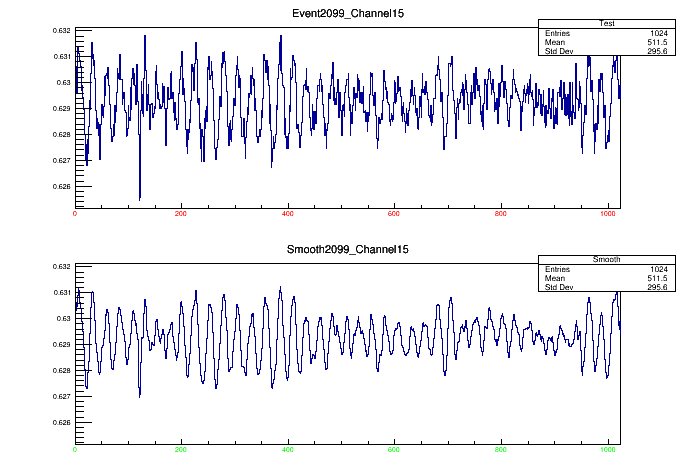 Event2099_Channel15
Test
Entries 1024
Mean 511.5
Std Dev 295.6
0.632
0.631
0.63
0.629
0.628
0.627
0.626
0 200 400 600 800 1000
Smooth2099_Channel15
Smooth
Entries 1024
Mean 511.5
Std Dev 295.6
0.632
0.631
0.63
0.629
0.628
0.627
0.626
0 200 400 600 800 1000